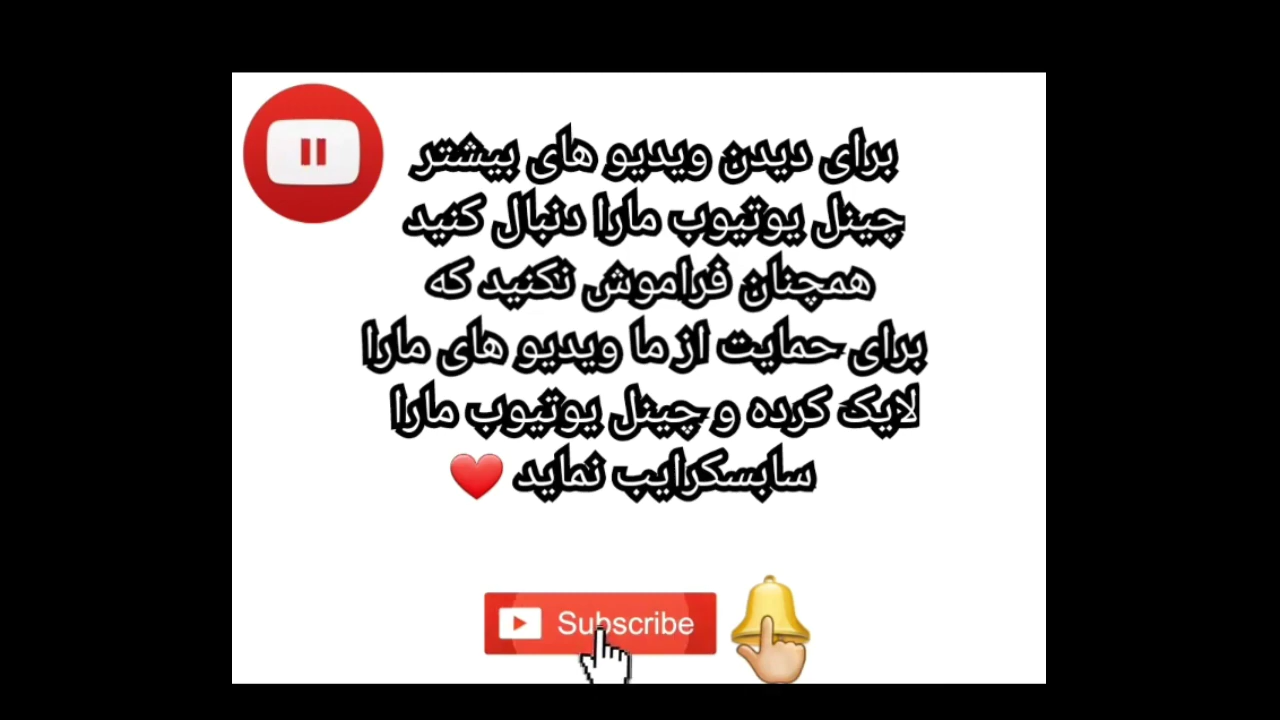 برای دیدن ویدیو های بیشتر
چینل یوتیوب مارا دنبال کنید
همچنان فراموش نکنید که
برای حمایت از ما ویدیو های مارا
لایک کرده و چینل یوتیوب مارا
سابسکرایب نماید ❤️
Subscribe